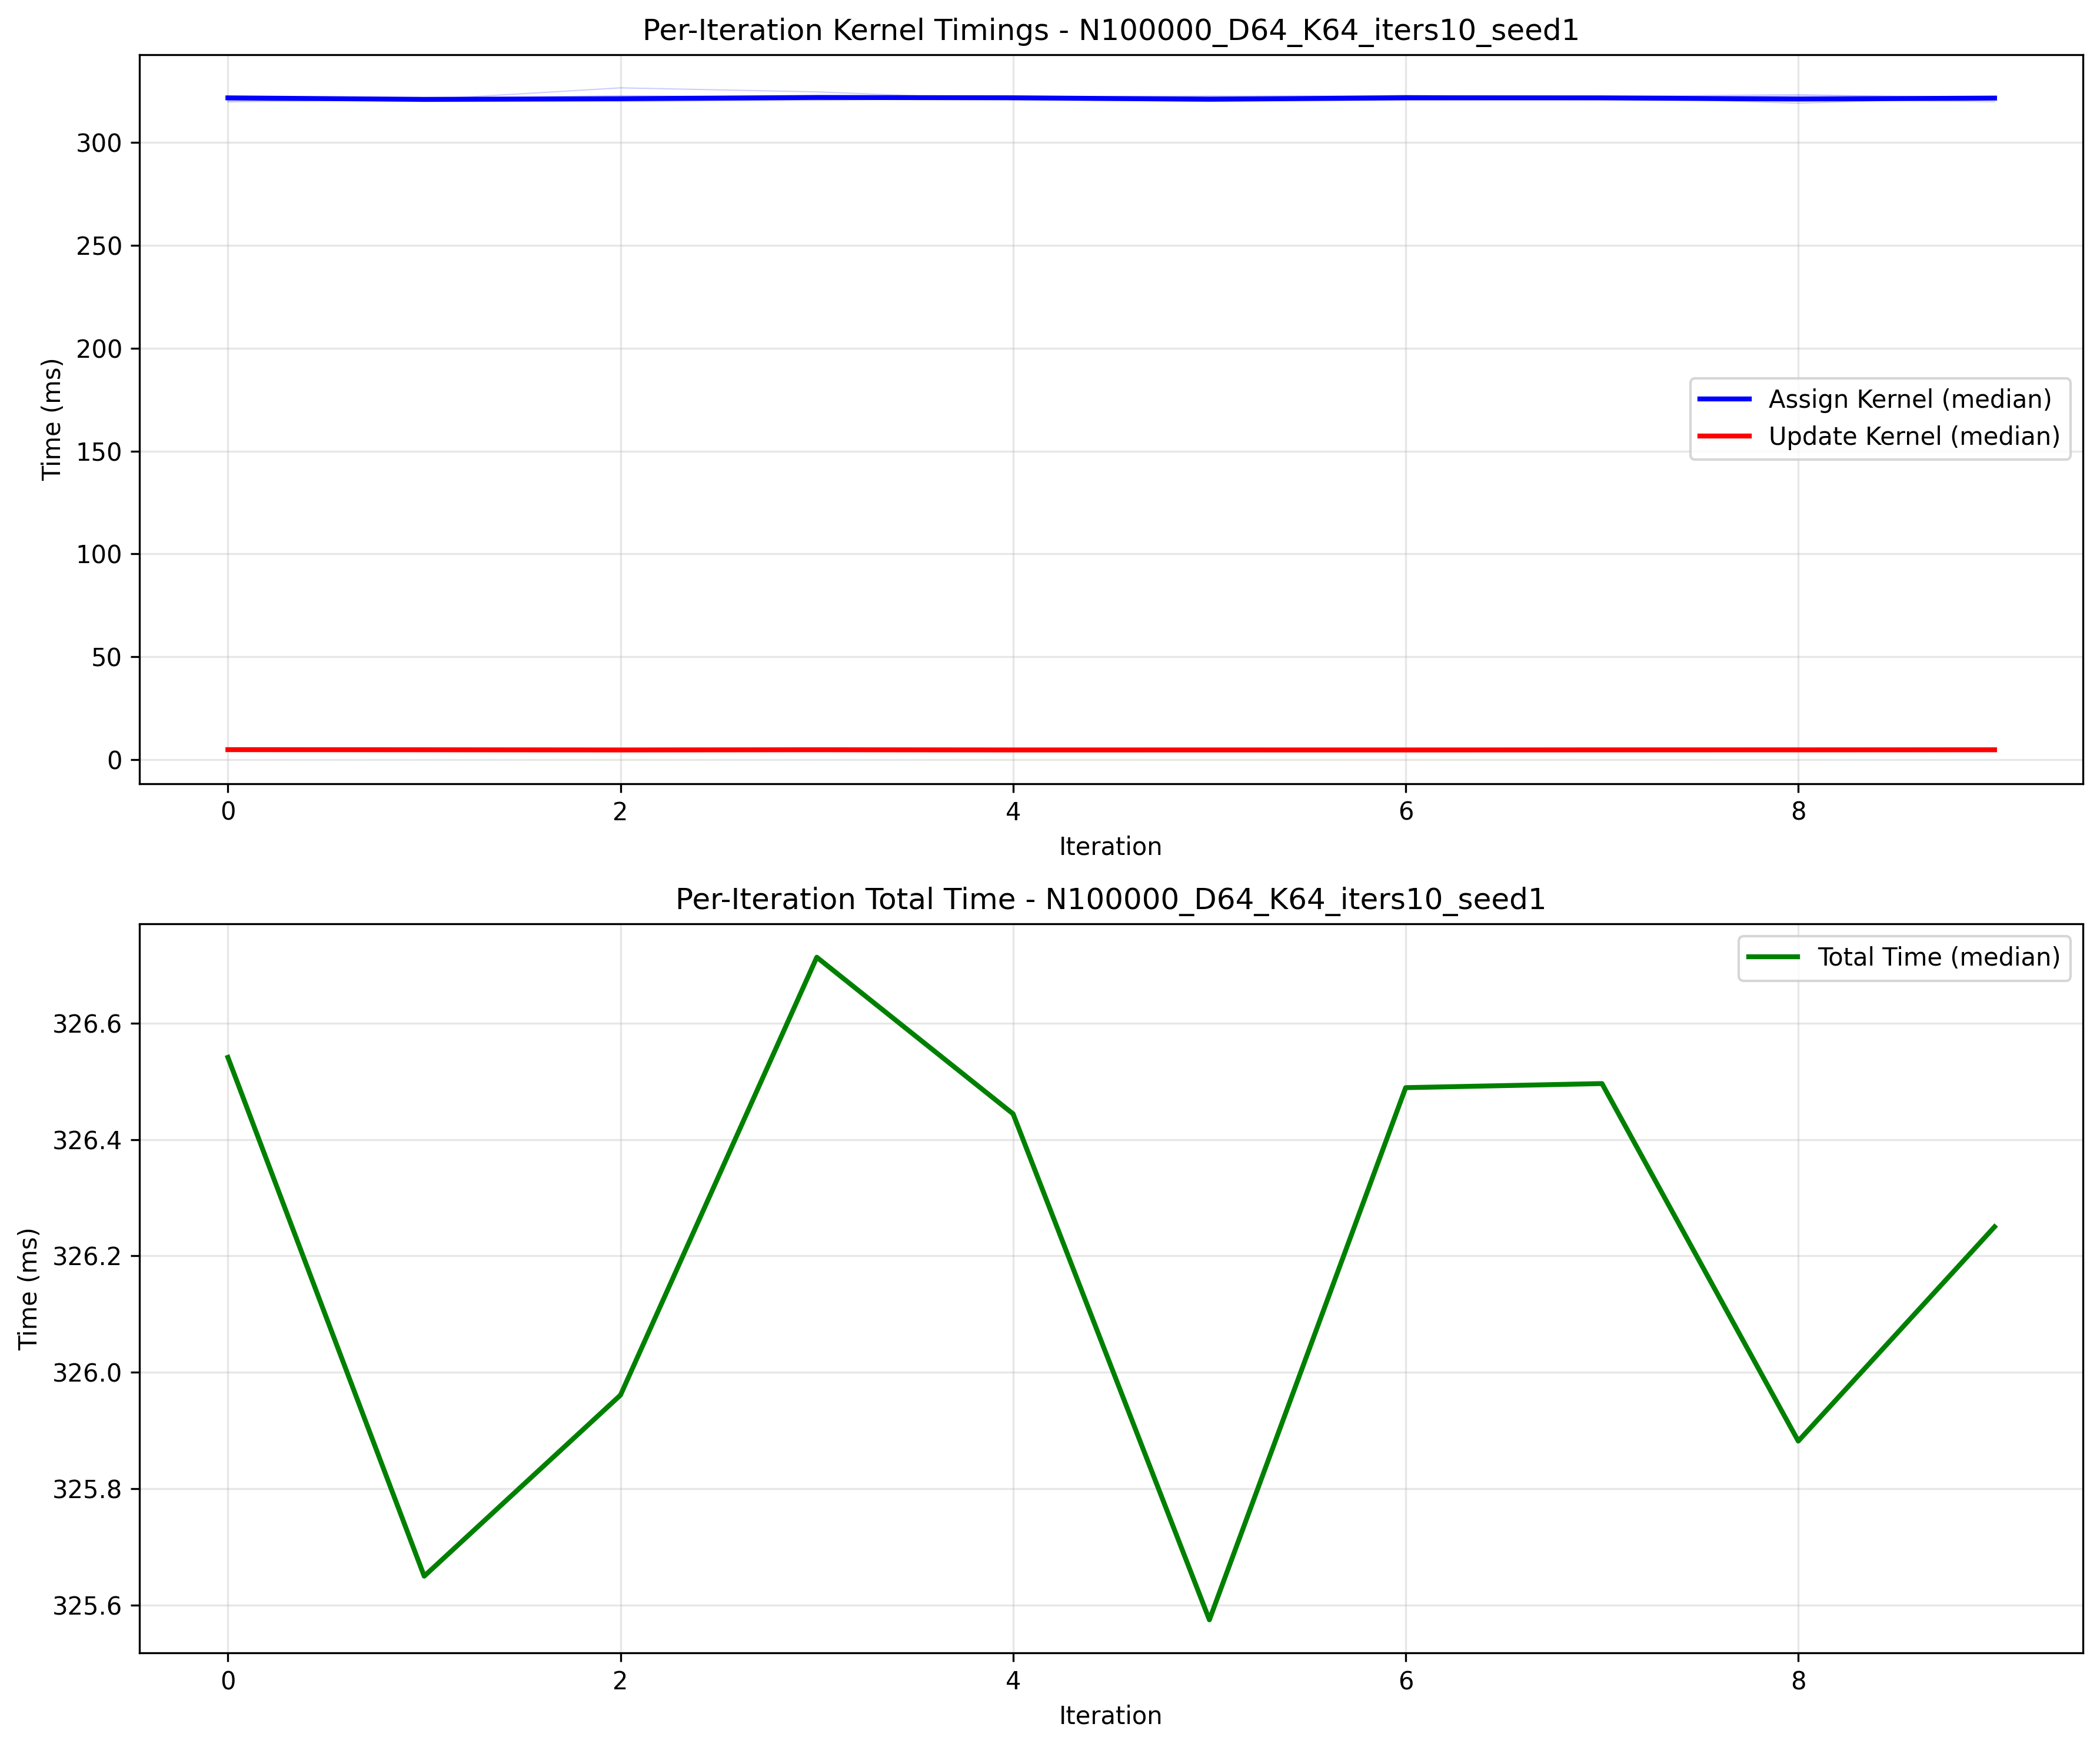 Per-Iteration Kernel Timings - N100000_D64_K64_iters10_seed1
300
250
200
150
100
50
0
Time (ms)
Assign Kernel (median)
Update Kernel (median)
0 2 4 6 8
Iteration
Per-Iteration Total Time - N100000_D64_K64_iters10_seed1
326.6
326.4
326.2
326.0
325.8
325.6
Time (ms)
Total Time (median)
0 2 4 6 8
Iteration